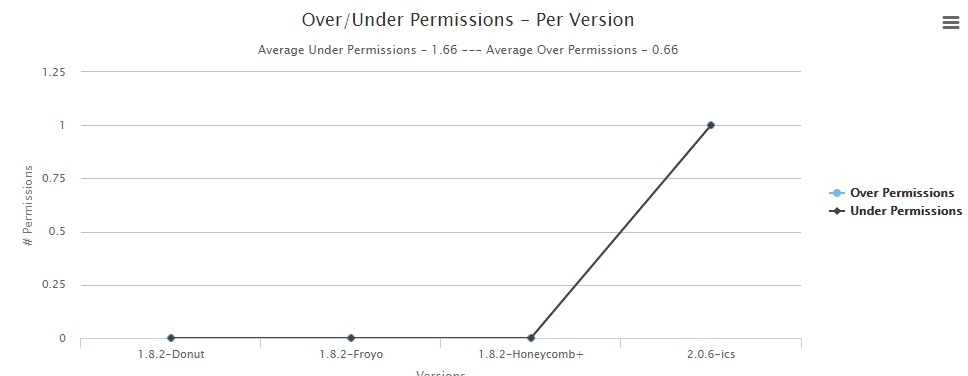 Over/Under Permissions - Per Version
Average Under Permissions - 1.66 --- Average Over Permissions - 0.66
1.25
1
0.75
0.5
0.25
0
# Permissions
1.8.2-Donut
1.8.2-Froyo
1.8.2-Honeycomb+
2.0.6-ics
Versions
Over Permissions
Under Permissions